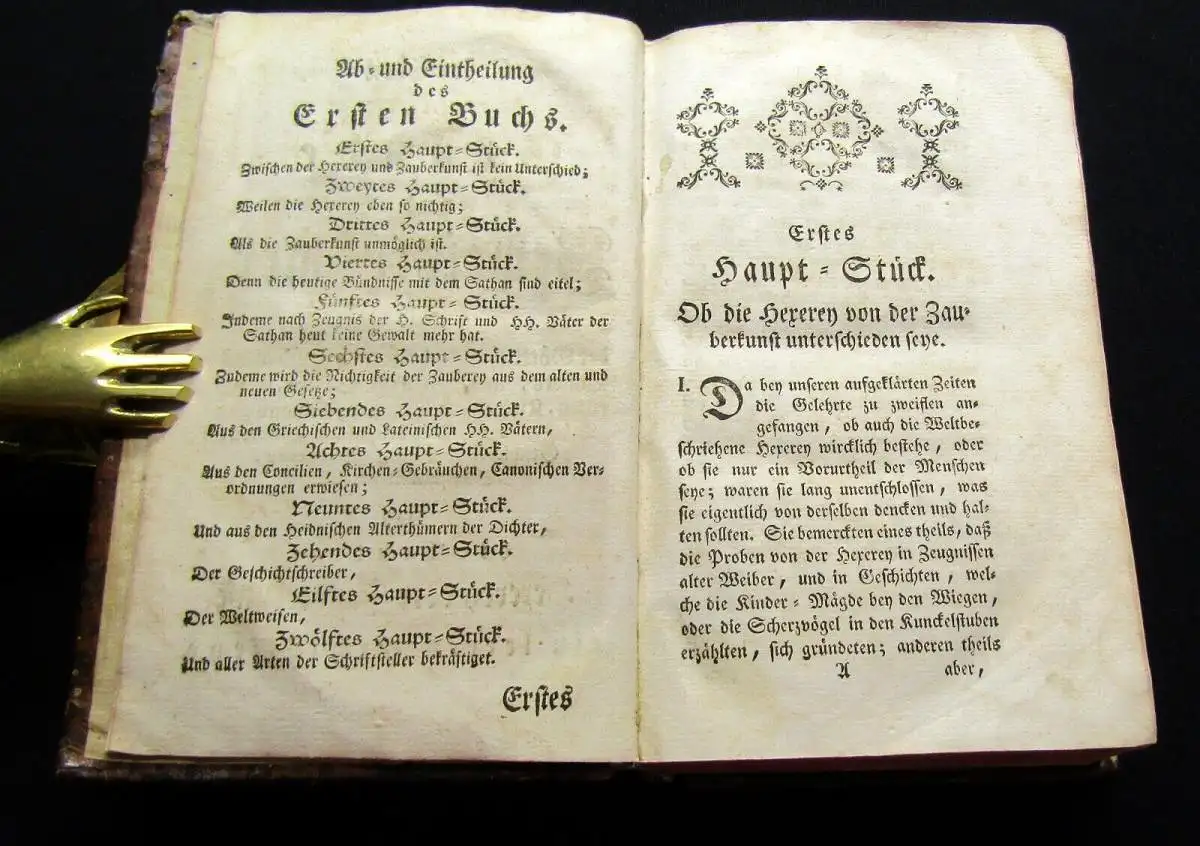 Ab- und Eintheilung
des
Ersten Buchs.
Erstes Haupt-Stück.
Zwischen der Hexerey und Zauberkunst ist kein Unterschied;
Zweytes Haupt-Stück.
Weilen die Hexerey eben so nichtig;
Drittes Haupt-Stück.
Als die Zauberkunst unmöglich ist.
Viertes Haupt-Stück.
Denn die heutige Bündnisse mit dem Sathan sind eitel;
Fünftes Haupt-Stück.
Indeme nach Zeugnis der H. Schrift und HH. Väter der
Sathan heut keine Gewalt mehr hat.
Sechstes Haupt-Stück.
Zudeme wird die Nichtigkeit der Zauberey aus dem alten und
neuen Gesetze;
Siebendes Haupt-Stück.
Aus den Griechischen und Lateinischen HH. Vätern,
Achtes Haupt-Stück.
Aus den Concilien, Kirchen-Gebräuchen, Canonischen Ver-
ordnungen erwiesen;
Neuntes Haupt-Stück.
Und aus den Heidnischen Alterthümern der Dichter,
Zehendes Haupt-Stück.
Der Geschichtschreiber,
Eilftes Haupt-Stück.
Der Weltweisen,
Zwölftes Haupt-Stück.
Und aller Arten der Schriftsteller bekräftiget.
Erstes
Erstes
Haupt-Stück.
Ob die Hexerey von der Zau-
berkunst unterschieden seye.
I. Da bey unseren aufgeklärten Zeiten
die Gelehrte zu zweiflen an-
gefangen, ob auch die Weltbe-
schriehene Hexerey wircklich bestehe, oder
ob sie nur ein Vorurtheil der Menschen
seye; waren sie lang unentschlossen, was
sie eigentlich von derselben dencken und hal-
ten sollten. Sie bemerckten eines theils, daß
die Proben von der Hexerey in Zeugnissen
alter Weiber, und in Geschichten, wel-
che die Kinder-Mägde bey den Wiegen,
oder die Scherzvögel in den Kunckelstuben
erzählten, sich gründeten; anderen theils
A aber,